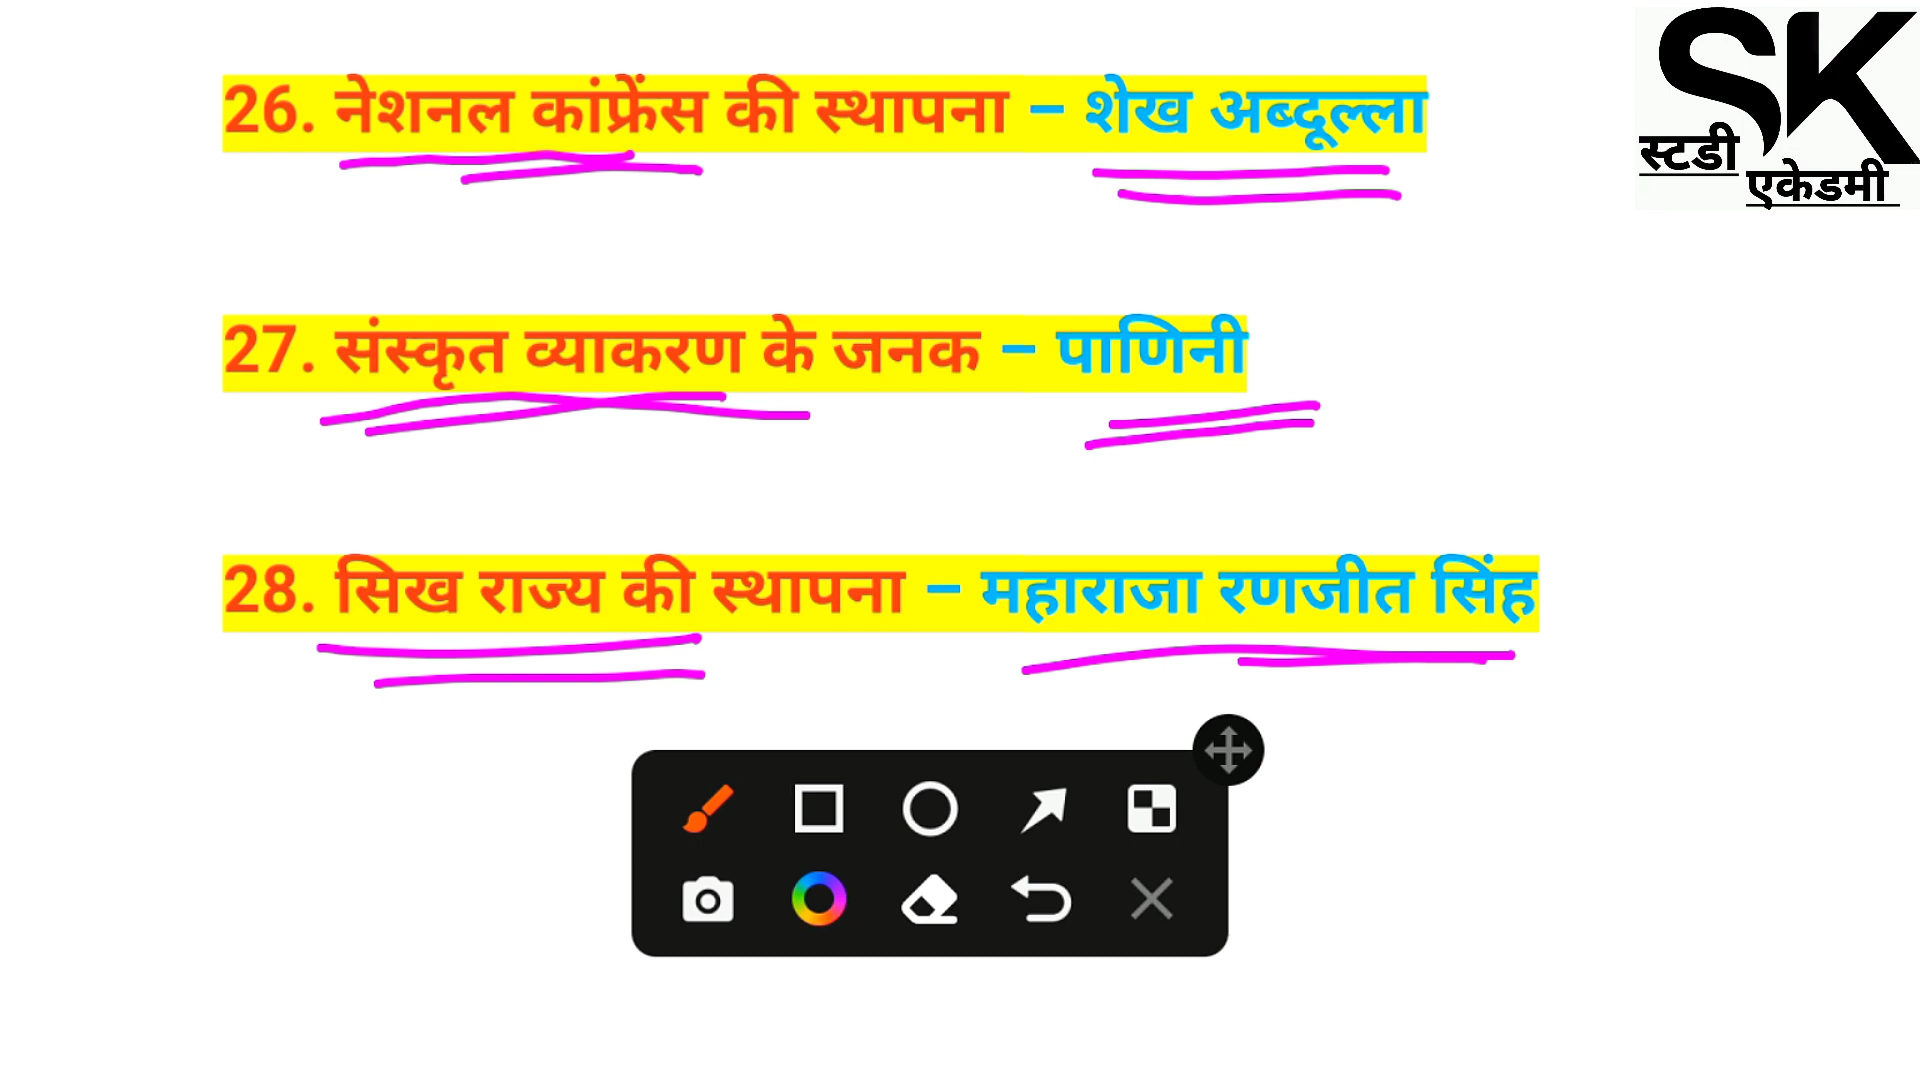 26. नेशनल कांफ्रेंस की स्थापना – शेख अब्दूल्ला
27. संस्कृत व्याकरण के जनक – पाणिनी
28. सिख राज्य की स्थापना – महाराजा रणजीत सिंह
SK
स्टडी
एकेडमी